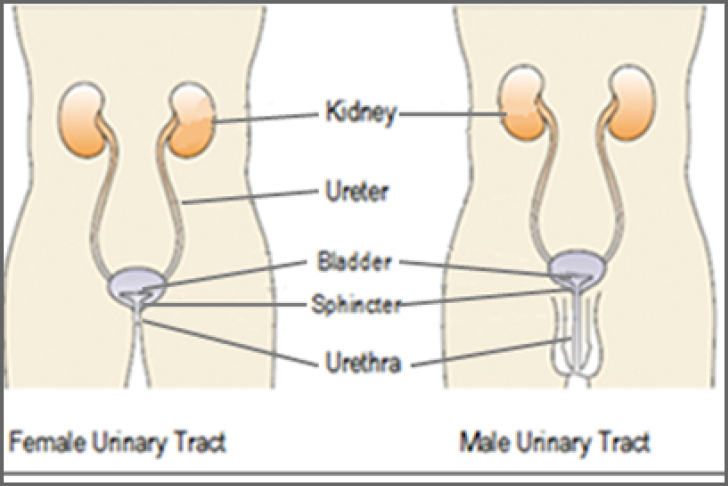 Kidney
Ureter
Bladder
Sphincter
Urethra
Female Urinary Tract
Male Urinary Tract